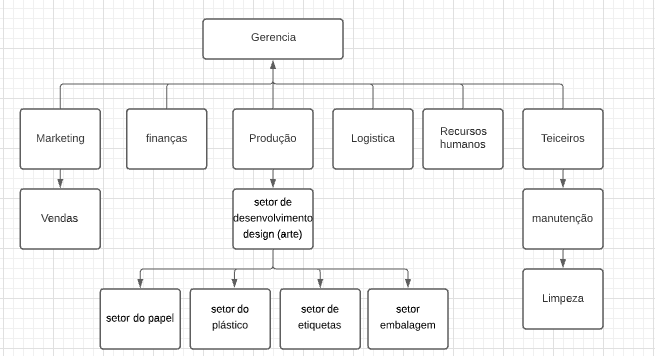 Gerencia
Marketing
finanças
Produção
Logistica
Recursos
humanos
Teiceiros
Vendas
setor de
desenvolvimento
design (arte)
manutenção
setor do papel
setor do
plástico
setor de
etiquetas
setor
embalagem
Limpeza